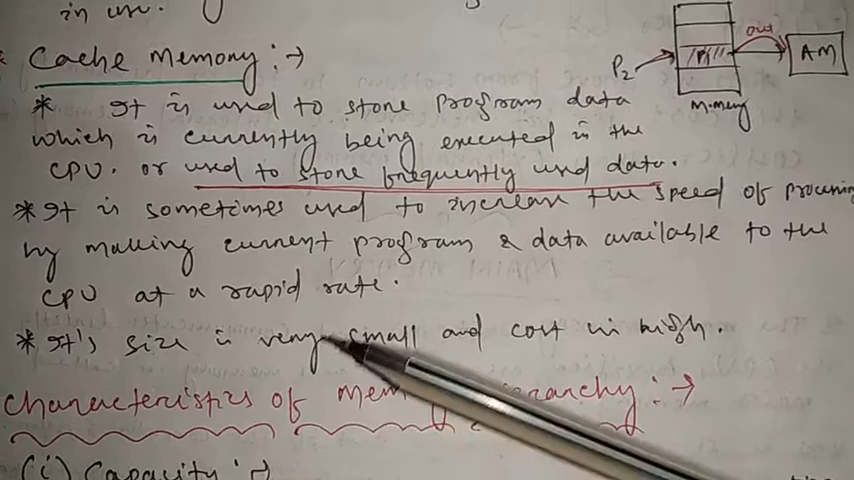 in use.
Cache Memory :→
* It is used to store program data
which is currently being executed in the
CPU. or used to store frequently used data.
* It is sometimes used to increase the speed of processing
by making current program & data available to the
CPU at a rapid rate.
* It's size is very small and cost is high.
Characteristics of Memory Hierarchy :→
(i) Capacity :→
P2
out
AM
M.memy